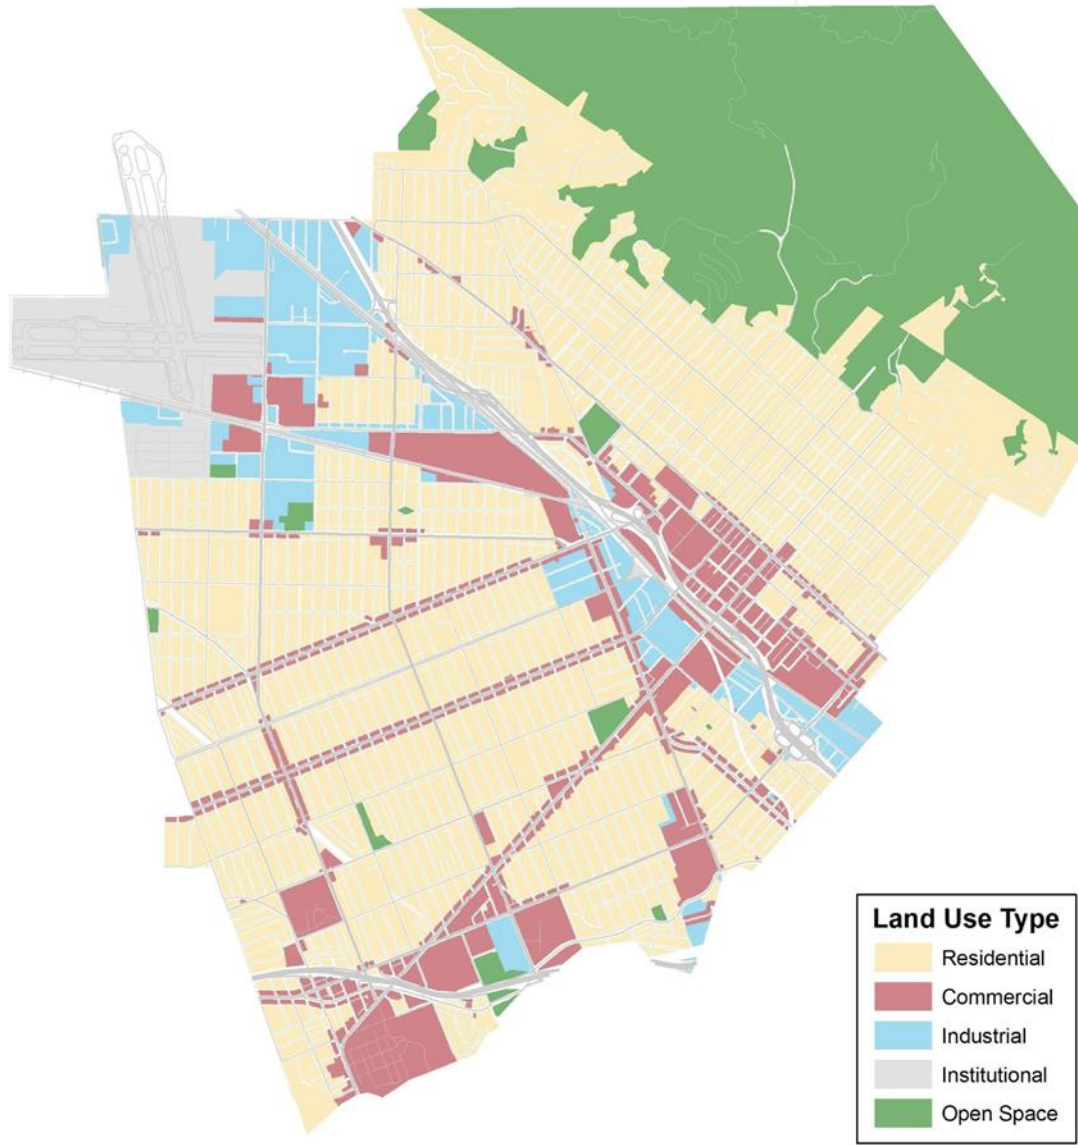 Land Use Type
Residential
Commercial
Industrial
Institutional
Open Space